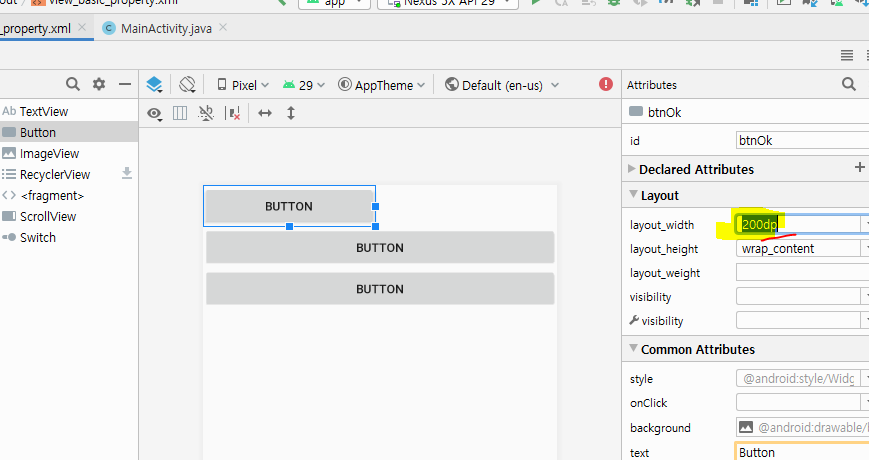 out
view_basic_property.xml
app
Nexus 5X API 29
_property.xml
MainActivity.java
Pixel
29
AppTheme
Default (en-us)
Attributes
Ab TextView
Button
ImageView
RecyclerView
<fragment>
ScrollView
Switch
BUTTON
BUTTON
BUTTON
btnOk
id
btnOk
Declared Attributes
Layout
layout_width
200dp
layout_height
wrap_content
layout_weight
visibility
visibility
Common Attributes
style
@android:style/Widg
onClick
background
@android:drawable/
text
Button